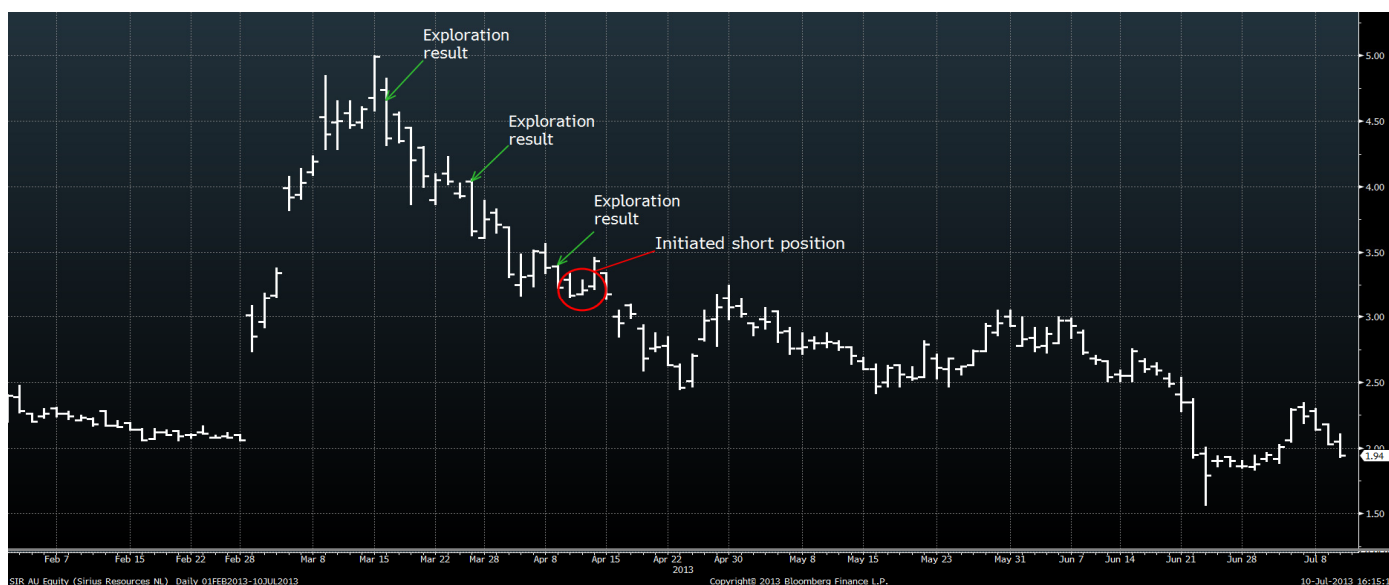 Exploration
result
5.00
Exploration
result
4.50
4.00
Exploration
result
Initiated short position
3.50
3.00
2.50
2.00
1.94
1.50
Feb 7 Feb 15 Feb 22 Feb 28 Mar 8 Mar 15 Mar 22 Mar 28 Apr 8 Apr 15 Apr 22 Apr 30 May 8 May 15 May 23 May 31 Jun 7 Jun 14 Jun 21 Jun 28 Jul 8
2013
SIR AU Equity (Sirius Resources NL) Daily 01FEB2013-10JUL2013 Copyright© 2013 Bloomberg Finance L.P. 10-Jul-2013